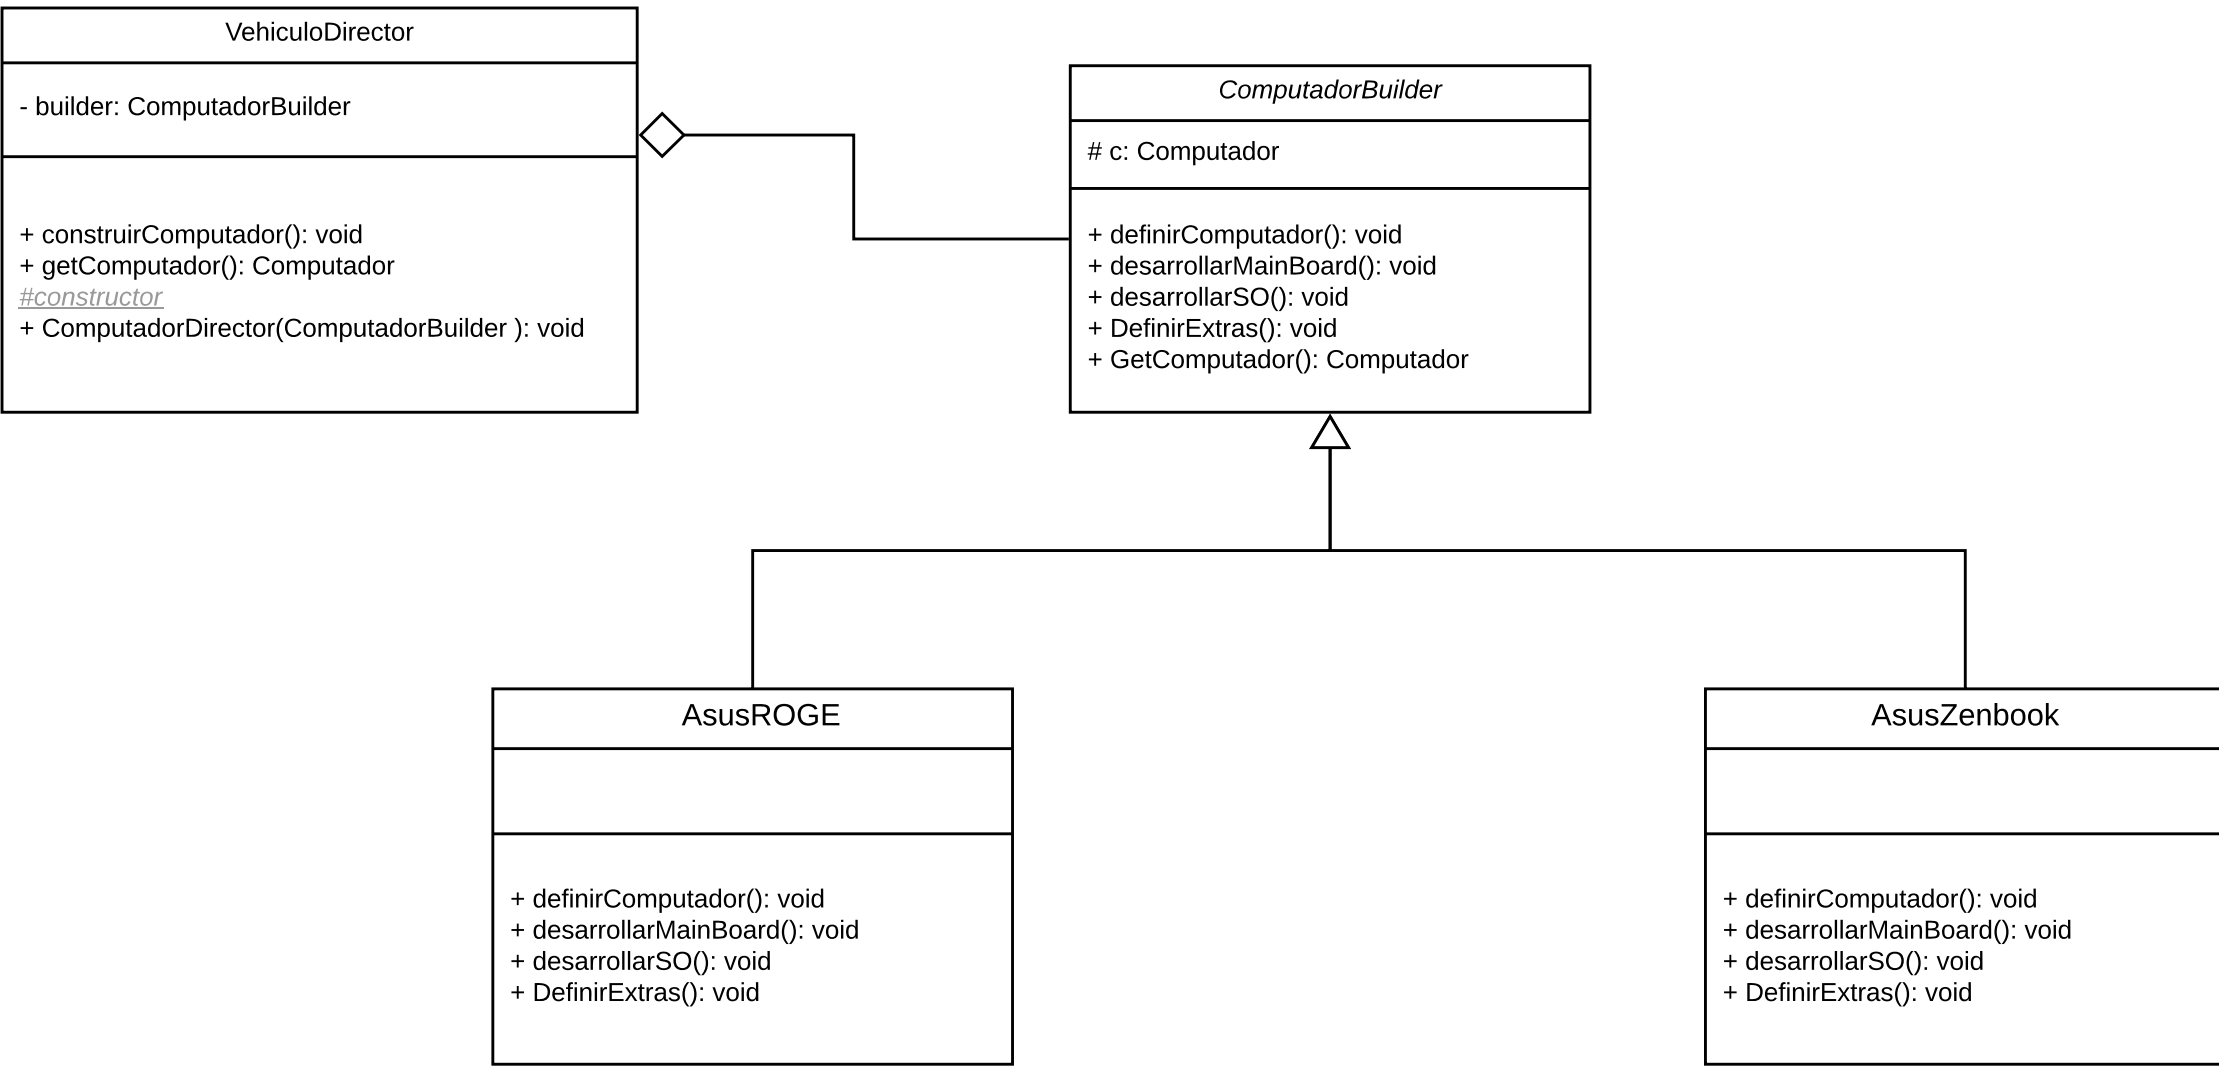 VehiculoDirector
- builder: ComputadorBuilder
+ construirComputador(): void
+ getComputador(): Computador
#constructor
+ ComputadorDirector(ComputadorBuilder ): void
ComputadorBuilder
# c: Computador
+ definirComputador(): void
+ desarrollarMainBoard(): void
+ desarrollarSO(): void
+ DefinirExtras(): void
+ GetComputador(): Computador
AsusROGE
+ definirComputador(): void
+ desarrollarMainBoard(): void
+ desarrollarSO(): void
+ DefinirExtras(): void
AsusZenbook
+ definirComputador(): void
+ desarrollarMainBoard(): void
+ desarrollarSO(): void
+ DefinirExtras(): void